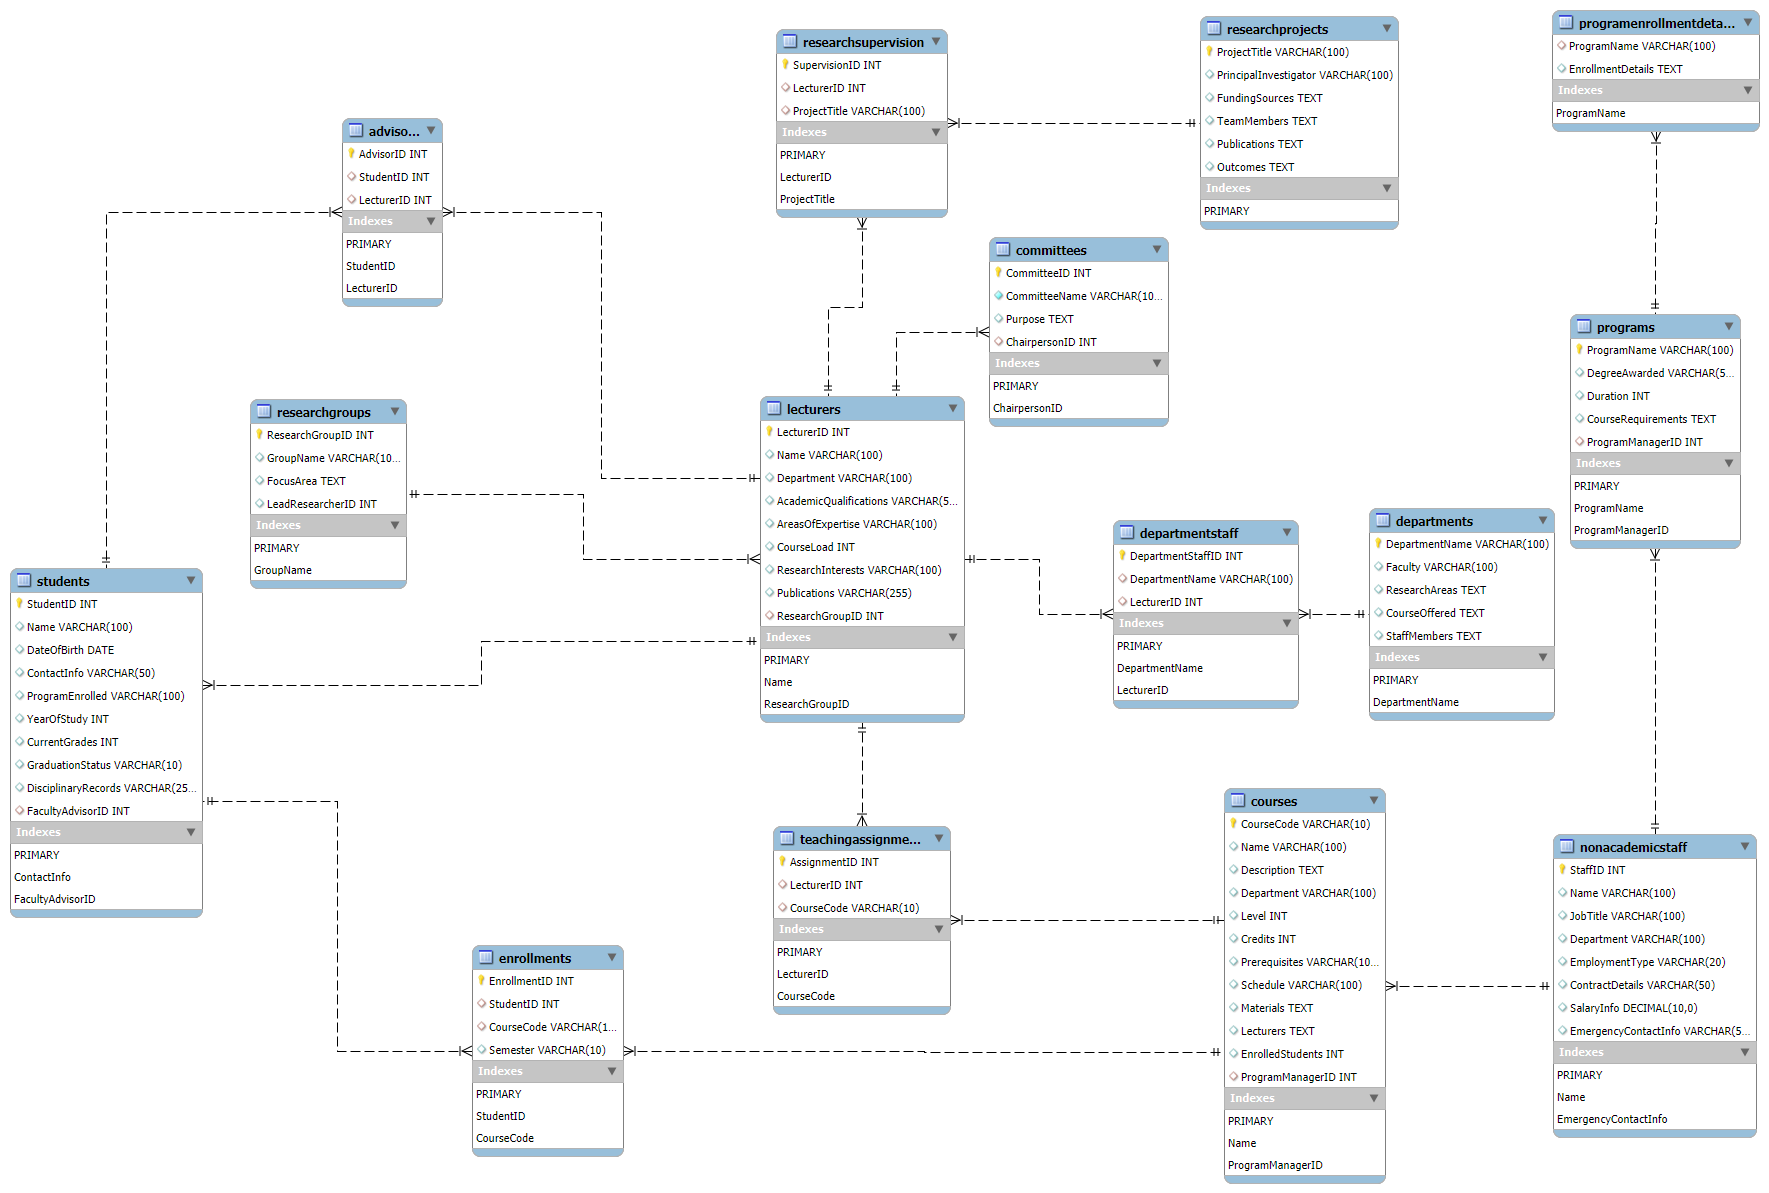 researchsupervision
SupervisionID INT
LecturerID INT
ProjectTitle VARCHAR(100)
Indexes
PRIMARY
LecturerID
ProjectTitle
researchprojects
ProjectTitle VARCHAR(100)
PrincipalInvestigator VARCHAR(100)
FundingSources TEXT
TeamMembers TEXT
Publications TEXT
Outcomes TEXT
Indexes
PRIMARY
programenrollmentdeta...
ProgramName VARCHAR(100)
EnrollmentDetails TEXT
Indexes
ProgramName
adviso...
AdvisorID INT
StudentID INT
LecturerID INT
Indexes
PRIMARY
StudentID
LecturerID
committees
CommitteeID INT
CommitteeName VARCHAR(10...
Purpose TEXT
ChairpersonID INT
Indexes
PRIMARY
ChairpersonID
programs
ProgramName VARCHAR(100)
DegreeAwarded VARCHAR(5...
Duration INT
CourseRequirements TEXT
ProgramManagerID INT
Indexes
PRIMARY
ProgramName
ProgramManagerID
researchgroups
ResearchGroupID INT
GroupName VARCHAR(10...
FocusArea TEXT
LeadResearcherID INT
Indexes
PRIMARY
GroupName
lecturers
LecturerID INT
Name VARCHAR(100)
Department VARCHAR(100)
AcademicQualifications VARCHAR(5...
AreasOfExpertise VARCHAR(100)
CourseLoad INT
ResearchInterests VARCHAR(100)
Publications VARCHAR(255)
ResearchGroupID INT
Indexes
PRIMARY
Name
ResearchGroupID
departmentstaff
DepartmentStaffID INT
DepartmentName VARCHAR(100)
LecturerID INT
Indexes
PRIMARY
DepartmentName
LecturerID
departments
DepartmentName VARCHAR(100)
Faculty VARCHAR(100)
ResearchAreas TEXT
CourseOffered TEXT
StaffMembers TEXT
Indexes
PRIMARY
DepartmentName
students
StudentID INT
Name VARCHAR(100)
DateOfBirth DATE
ContactInfo VARCHAR(50)
ProgramEnrolled VARCHAR(100)
YearOfStudy INT
CurrentGrades INT
GraduationStatus VARCHAR(10)
DisciplinaryRecords VARCHAR(25...
FacultyAdvisorID INT
Indexes
PRIMARY
ContactInfo
FacultyAdvisorID
teachingassignme...
AssignmentID INT
LecturerID INT
CourseCode VARCHAR(10)
Indexes
PRIMARY
LecturerID
CourseCode
courses
CourseCode VARCHAR(10)
Name VARCHAR(100)
Description TEXT
Department VARCHAR(100)
Level INT
Credits INT
Prerequisites VARCHAR(10...
Schedule VARCHAR(100)
Materials TEXT
Lecturers TEXT
EnrolledStudents INT
ProgramManagerID INT
Indexes
PRIMARY
Name
ProgramManagerID
nonacademicstaff
StaffID INT
Name VARCHAR(100)
JobTitle VARCHAR(100)
Department VARCHAR(100)
EmploymentType VARCHAR(20)
ContractDetails VARCHAR(50)
SalaryInfo DECIMAL(10,0)
EmergencyContactInfo VARCHAR(5...
Indexes
PRIMARY
Name
EmergencyContactInfo
enrollments
EnrollmentID INT
StudentID INT
CourseCode VARCHAR(1...
Semester VARCHAR(10)
Indexes
PRIMARY
StudentID
CourseCode